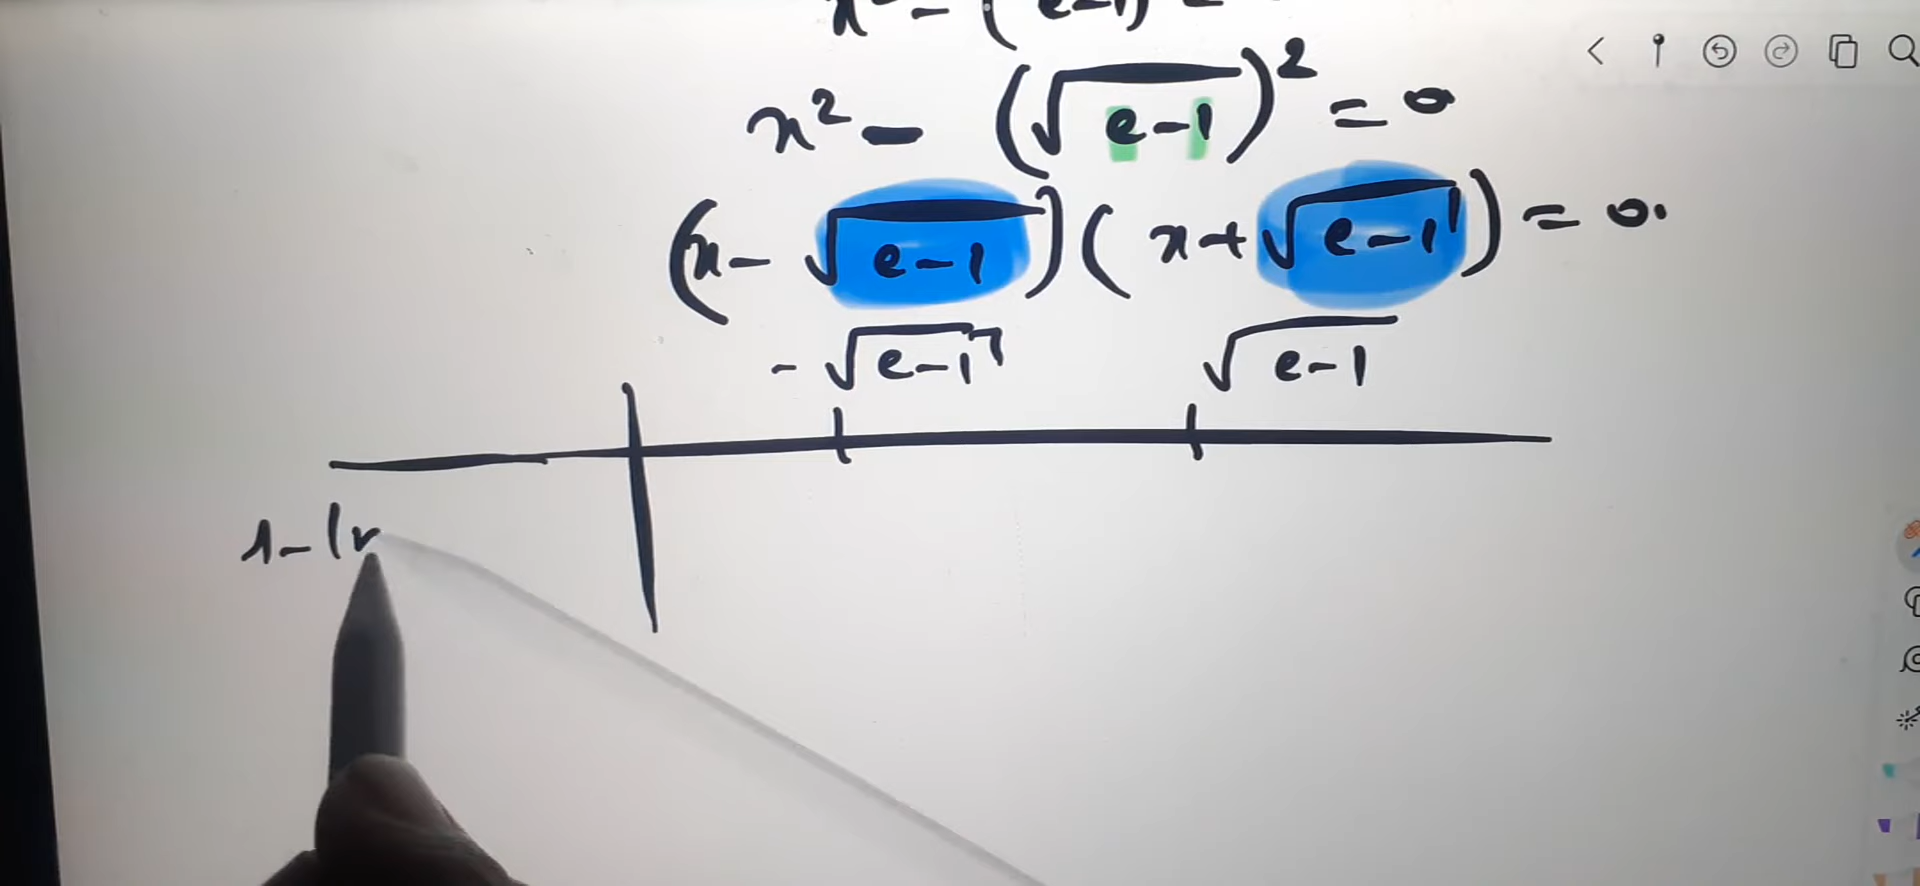 x² - (√e-1)² = 0
(x - √e-1)(x + √e-1) = 0.
-√e-1 √e-1
1-ln